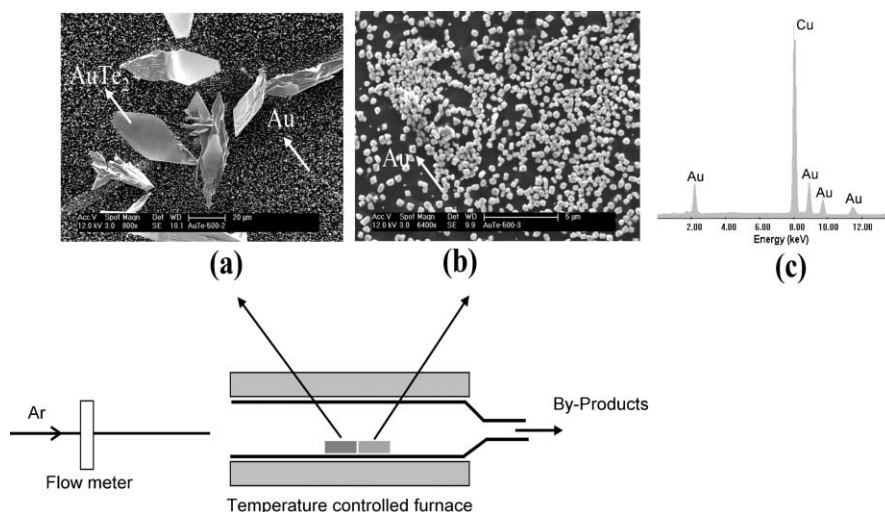 AuTe2
Au
Acc.V Spot Magn Det WD 20 µm
12.0 kV 3.0 800x SE 10.1 AuTe-500-2
(a)
Au
Acc.V Spot Magn Det WD 5 µm
12.0 kV 3.0 6400x SE 9.9 AuTe-500-3
(b)
Cu
Au
Au
Au
Au
2.00 4.00 6.00 8.00 10.00 12.00
Energy (keV)
(c)
Ar
Flow meter
By-Products
Temperature controlled furnace